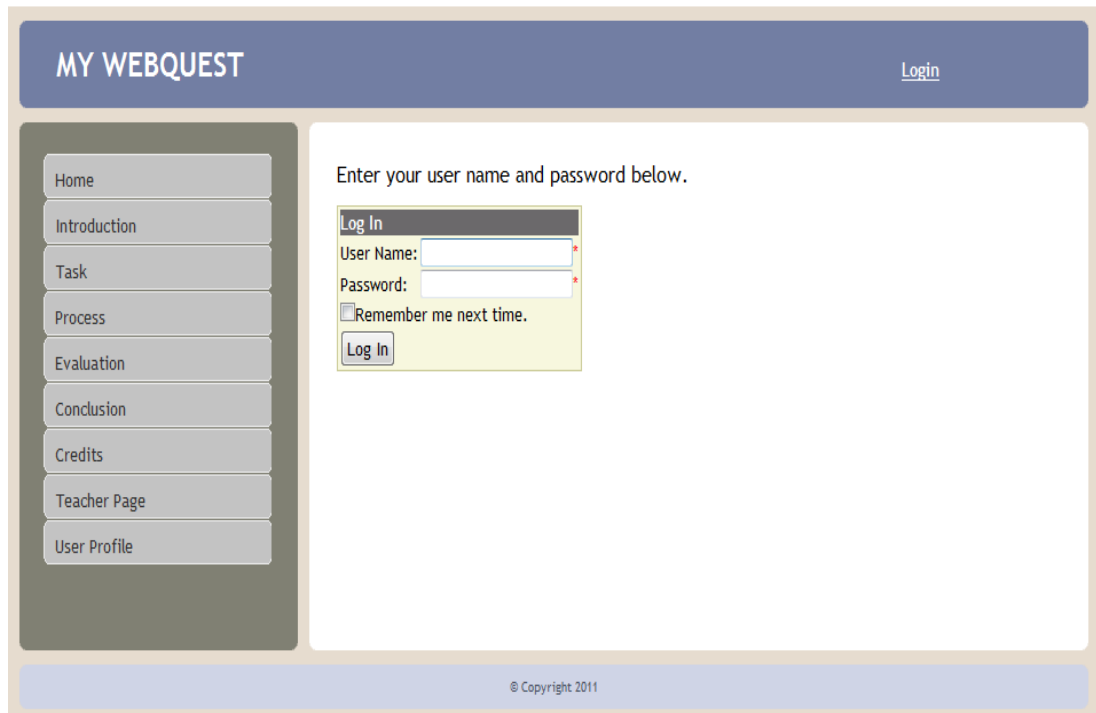 MY WEBQUEST
Login
Home
Introduction
Task
Process
Evaluation
Conclusion
Credits
Teacher Page
User Profile
Enter your user name and password below.
Log In
User Name: *
Password: *
Remember me next time.
Log In
© Copyright 2011